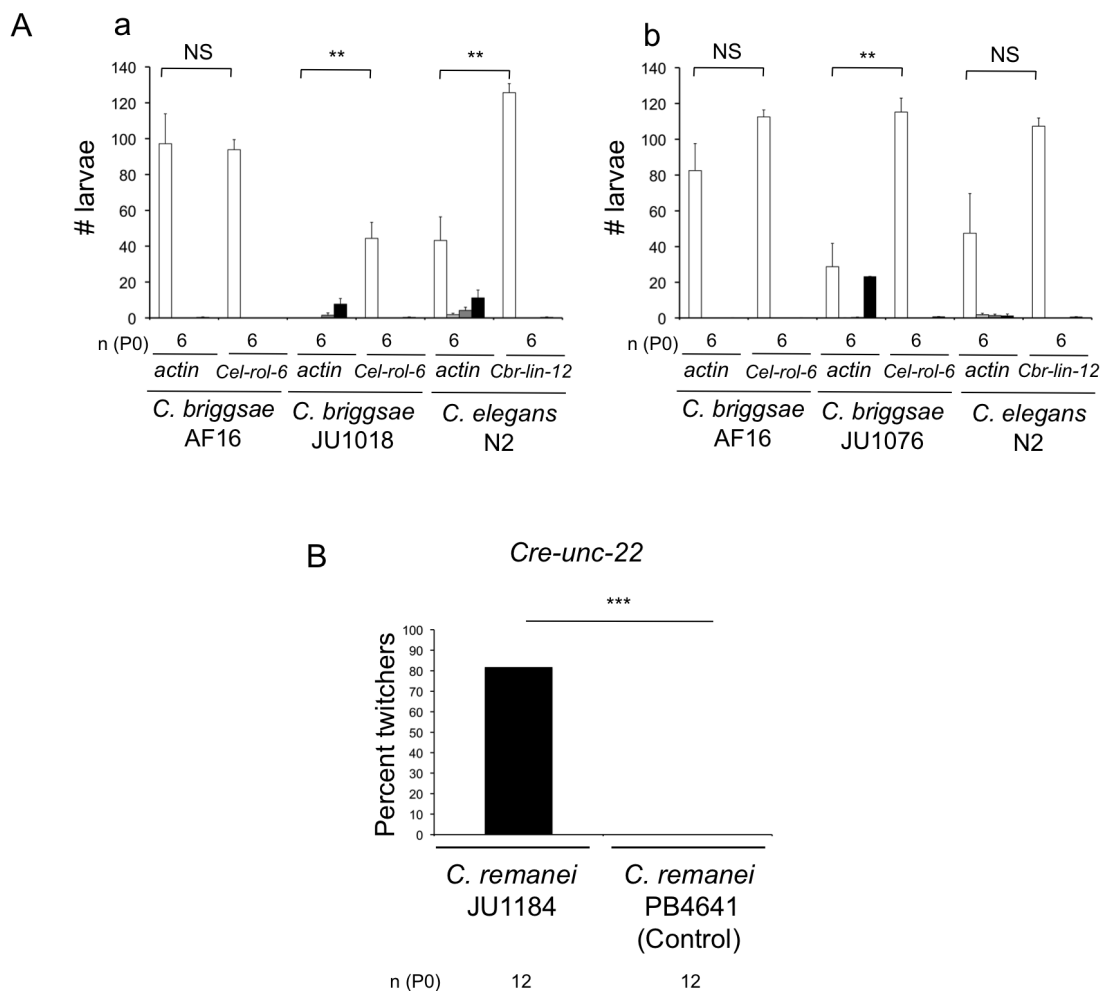 A
a
NS
**
**
# larvae
140
120
100
80
60
40
20
0
n (P0)
6
6
6
6
6
6
actin
Cel-rol-6
actin
Cel-rol-6
actin
Cbr-lin-12
C. briggsae
AF16
C. briggsae
JU1018
C. elegans
N2
b
NS
**
NS
# larvae
140
120
100
80
60
40
20
0
6
6
6
6
6
6
actin
Cel-rol-6
actin
Cel-rol-6
actin
Cbr-lin-12
C. briggsae
AF16
C. briggsae
JU1076
C. elegans
N2
B
Cre-unc-22
***
Percent twitchers
100
90
80
70
60
50
40
30
20
10
0
C. remanei
JU1184
C. remanei
PB4641
(Control)
n (P0)
12
12